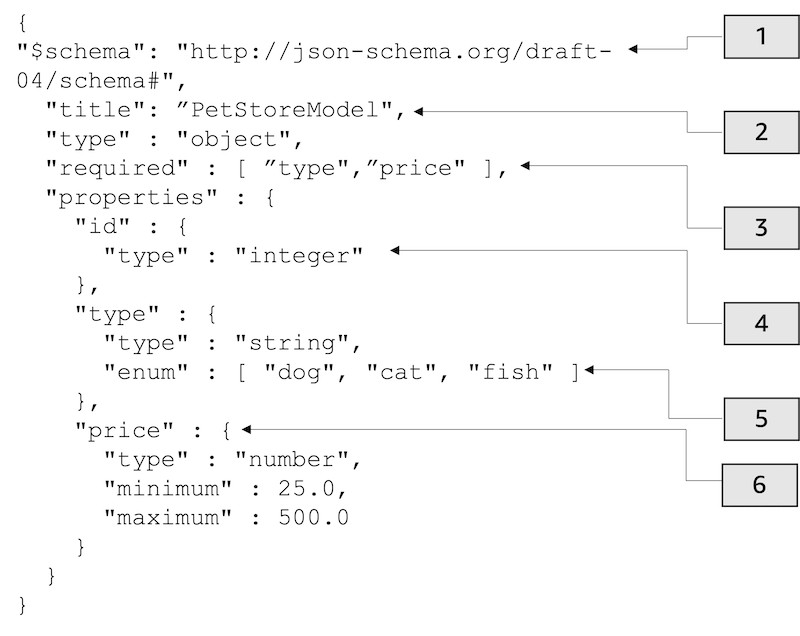 {
"$schema": "http://json-schema.org/draft-
04/schema#",
"title": ”PetStoreModel",
"type" : "object",
"required" : [ ”type",”price" ],
"properties" : {
"id" : {
"type" : "integer"
},
"type" : {
"type" : "string",
"enum" : [ "dog", "cat", "fish" ]
},
"price" : {
"type" : "number",
"minimum" : 25.0,
"maximum" : 500.0
}
}
}
1
2
3
4
5
6